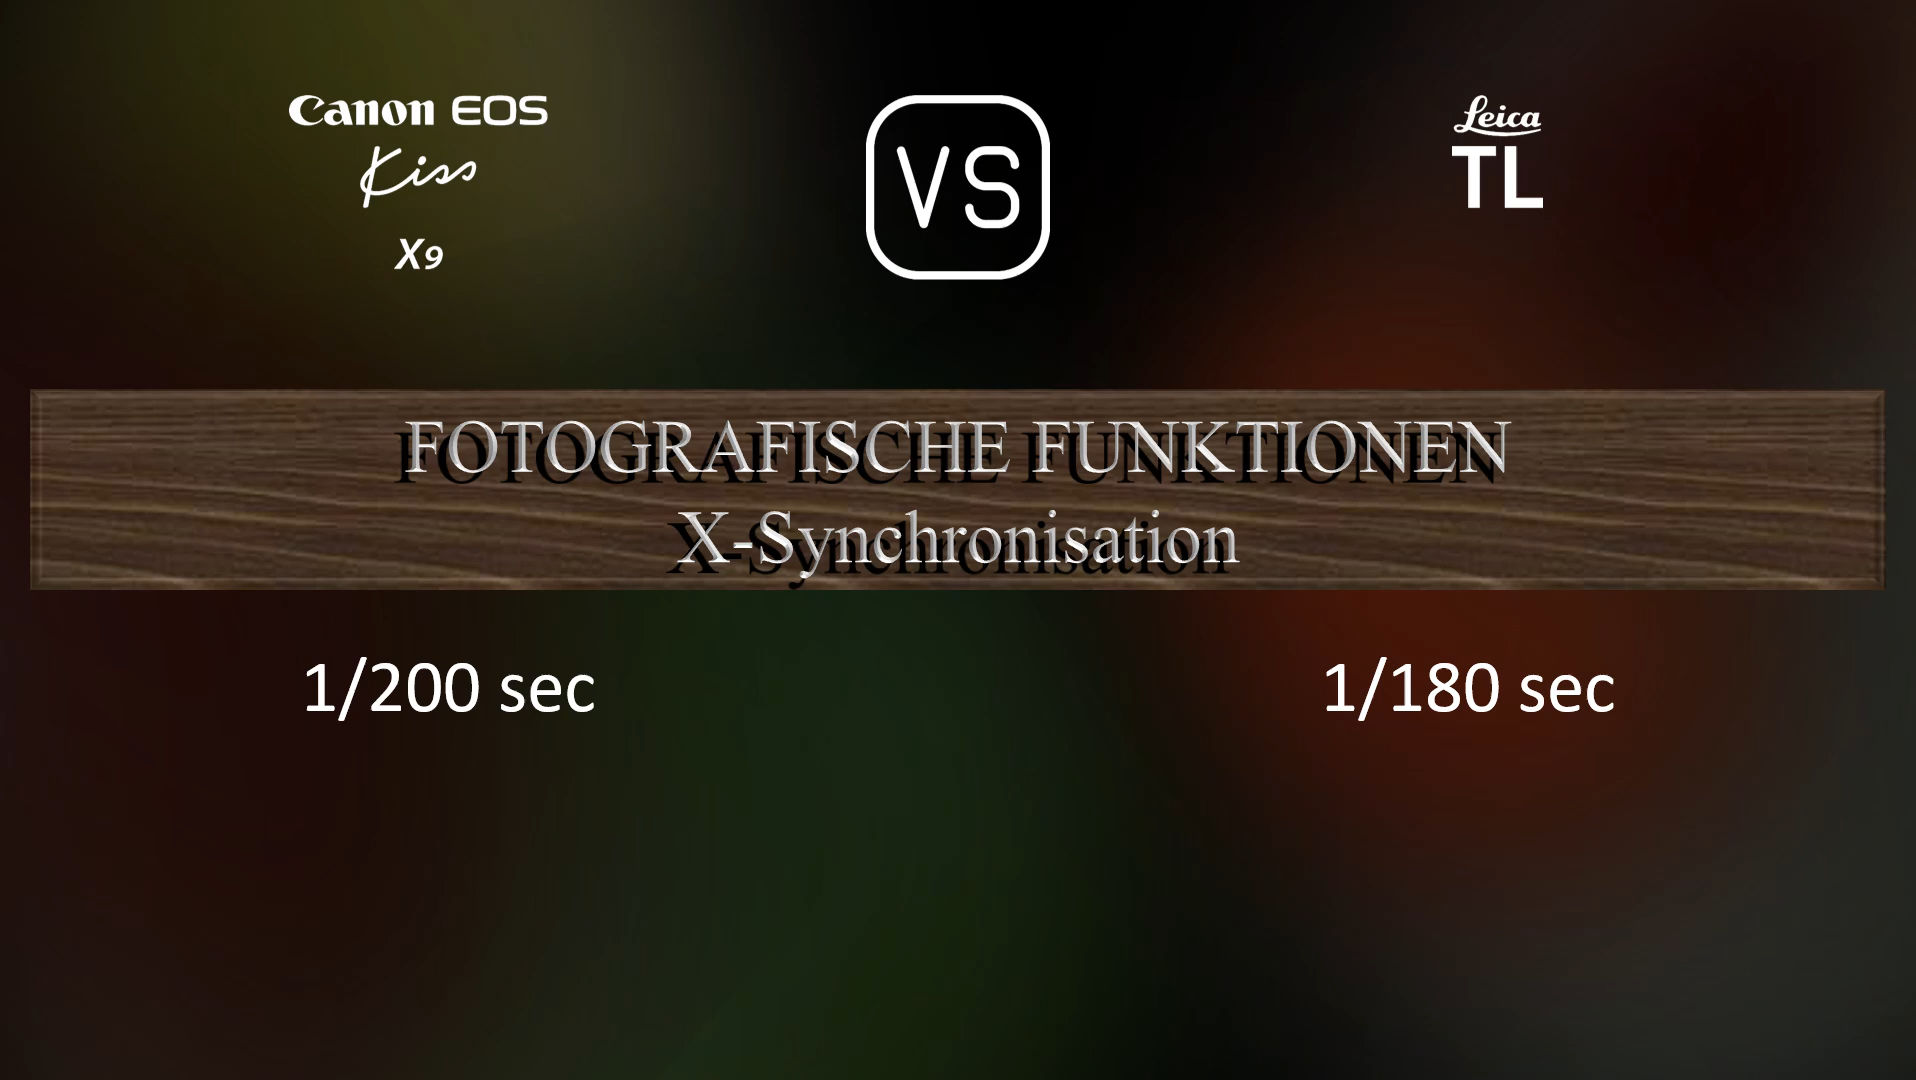 Canon EOS
Kiss
X9
VS
Leica
TL
FOTOGRAFISCHE FUNKTIONEN
X-Synchronisation
1/200 sec
1/180 sec